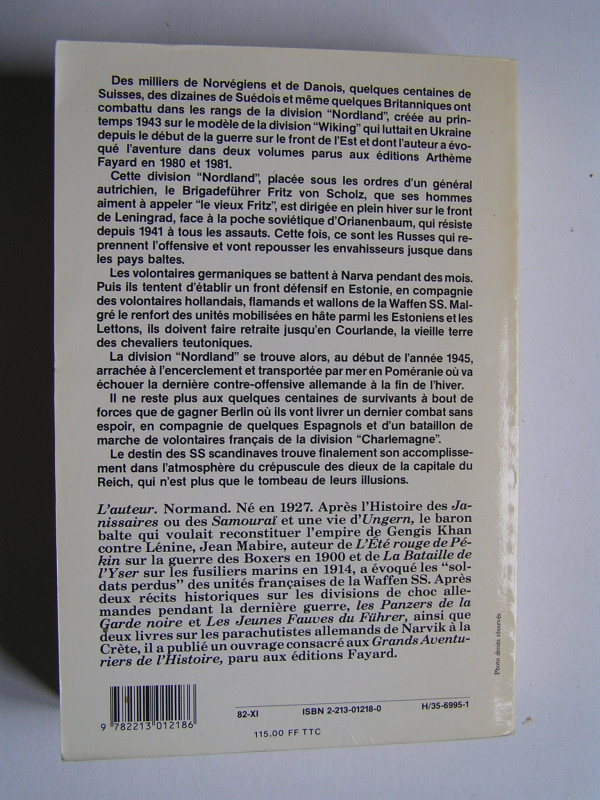 Des milliers de Norvégiens et de Danois, quelques centaines de
Suisses, des dizaines de Suédois et même quelques Britanniques ont
combattu dans les rangs de la division "Nordland", créée au prin-
temps 1943 sur le modèle de la division "Wiking" qui luttait en Ukraine
depuis le début de la guerre sur le front de l'Est et dont l'auteur a évo-
qué l'aventure dans deux volumes parus aux éditions Arthème
Fayard en 1980 et 1981.
Cette division "Nordland", placée sous les ordres d'un général
autrichien, le Brigadeführer Fritz von Scholz, que ses hommes
aiment à appeler "le vieux Fritz", est dirigée en plein hiver sur le front
de Leningrad, face à la poche soviétique d'Orianenbaum, qui résiste
depuis 1941 à tous les assauts. Cette fois, ce sont les Russes qui re-
prennent l'offensive et vont repousser les envahisseurs jusque dans
les pays baltes.
Les volontaires germaniques se battent à Narva pendant des mois.
Puis ils tentent d'établir un front défensif en Estonie, en compagnie
des volontaires hollandais, flamands et wallons de la Waffen SS. Mal-
gré le renfort des unités mobilisées en hâte parmi les Estoniens et les
Lettons, ils doivent faire retraite jusqu'en Courlande, la vieille terre
des chevaliers teutoniques.
La division "Nordland" se trouve alors, au début de l'année 1945,
arrachée à l'encerclement et transportée par mer en Poméranie où va
échouer la dernière contre-offensive allemande à la fin de l'hiver.
Il ne reste plus aux quelques centaines de survivants à bout de
forces que de gagner Berlin où ils vont livrer un dernier combat sans
espoir, en compagnie de quelques Espagnols et d'un bataillon de
marche de volontaires français de la division "Charlemagne".
Le destin des SS scandinaves trouve finalement son accomplisse-
ment dans l'atmosphère du crépuscule des dieux de la capitale du
Reich, qui n'est plus que le tombeau de leurs illusions.
L'auteur. Normand. Né en 1927. Après l'Histoire des Ja-
nissaires ou des Samouraï et une vie d'Ungern, le baron
balte qui voulait reconstituer l'empire de Gengis Khan
contre Lénine, Jean Mabire, auteur de L'Été rouge de Pé-
kin sur la guerre des Boxers en 1900 et de La Bataille de
l'Yser sur les fusiliers marins en 1914, a évoqué les "sol-
dats perdus" des unités françaises de la Waffen SS. Après
deux récits historiques sur les divisions de choc alle-
mandes pendant la dernière guerre, les Panzers de la
Garde noire et Les Jeunes Fauves du Führer, ainsi que
deux livres sur les parachutistes allemands de Narvik à la
Crète, il a publié un ouvrage consacré aux Grands Aventu-
riers de l'Histoire, paru aux éditions Fayard.
Photo droits réservés
82-XI ISBN 2-213-01218-0 H/35-6995-1
9 782213 012186
115,00 FF TTC